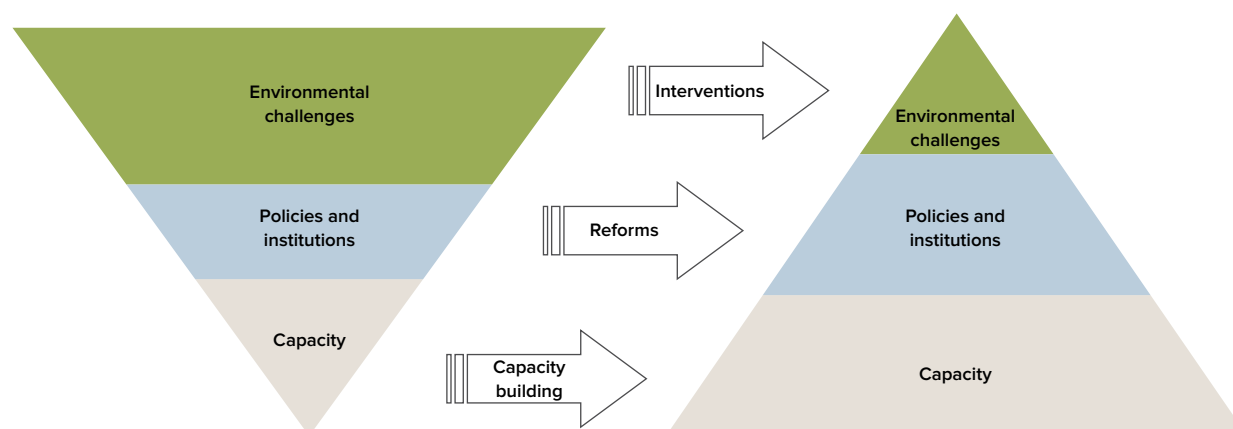 Environmental
challenges
Policies and
institutions
Capacity
Interventions
Reforms
Capacity
building
Environmental
challenges
Policies and
institutions
Capacity